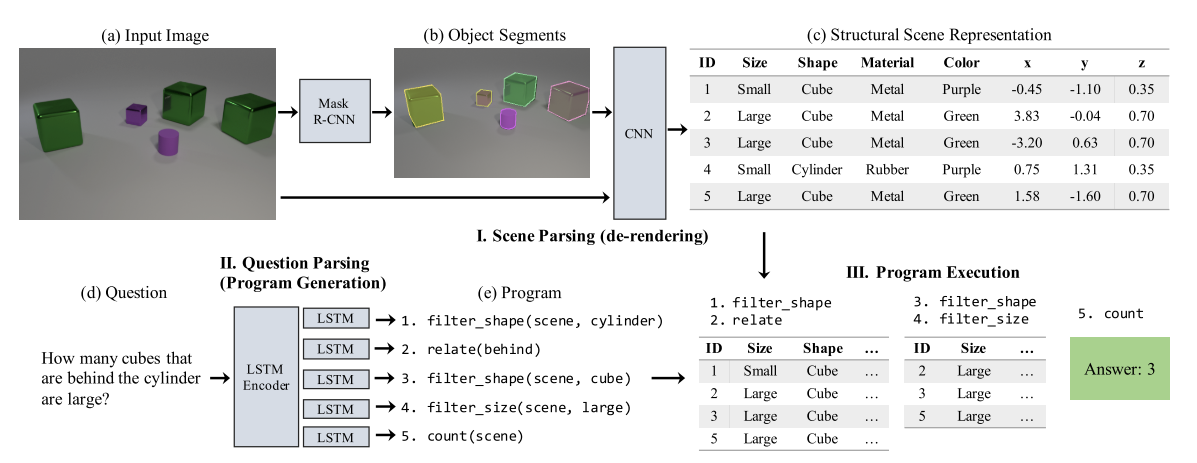 (a) Input Image
(b) Object Segments
(c) Structural Scene Representation
Mask
R-CNN
CNN
ID Size Shape Material Color x y z
1 Small Cube Metal Purple -0.45 -1.10 0.35
2 Large Cube Metal Green 3.83 -0.04 0.70
3 Large Cube Metal Green -3.20 0.63 0.70
4 Small Cylinder Rubber Purple 0.75 1.31 0.35
5 Large Cube Metal Green 1.58 -1.60 0.70
I. Scene Parsing (de-rendering)
II. Question Parsing
(Program Generation)
III. Program Execution
(d) Question
How many cubes that
are behind the cylinder
are large?
LSTM
Encoder
(e) Program
LSTM 1. filter_shape(scene, cylinder)
LSTM 2. relate(behind)
LSTM 3. filter_shape(scene, cube)
LSTM 4. filter_size(scene, large)
LSTM 5. count(scene)
1. filter_shape
2. relate
ID Size Shape ...
1 Small Cube ...
2 Large Cube ...
3 Large Cube ...
5 Large Cube ...
3. filter_shape
4. filter_size
ID Size ...
2 Large ...
3 Large ...
5 Large ...
5. count
Answer: 3